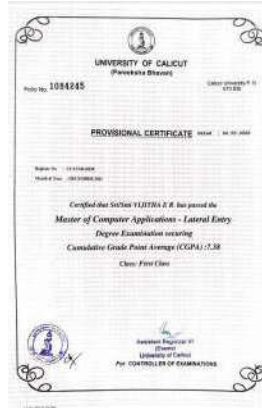 UNIVERSITY OF CALICUT
(Pareeksha Bhavan)
1084245
Calicut University P. O
PROVISIONAL CERTIFICATE
Certified that Sri/Smt VIJITHA E R has passed the
Master of Computer Applications - Lateral Entry
Degree Examination securing
Cumulative Grade Point Average (CGPA) :7.38
Class: First Class
Assistant Registrar VI
(Exams)
University of Calicut
For CONTROLLER OF EXAMINATIONS